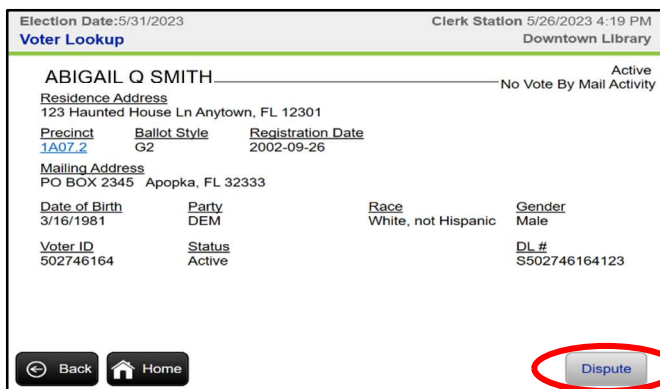 Election Date:5/31/2023 Clerk Station 5/26/2023 4:19 PM
Voter Lookup Downtown Library
ABIGAIL Q SMITH Active
No Vote By Mail Activity
Residence Address
123 Haunted House Ln Anytown, FL 12301
Precinct Ballot Style Registration Date
1A07.2 G2 2002-09-26
Mailing Address
PO BOX 2345 Apopka, FL 32333
Date of Birth Party Race Gender
3/16/1981 DEM White, not Hispanic Male
Voter ID Status DL #
502746164 Active S502746164123
Back Home Dispute